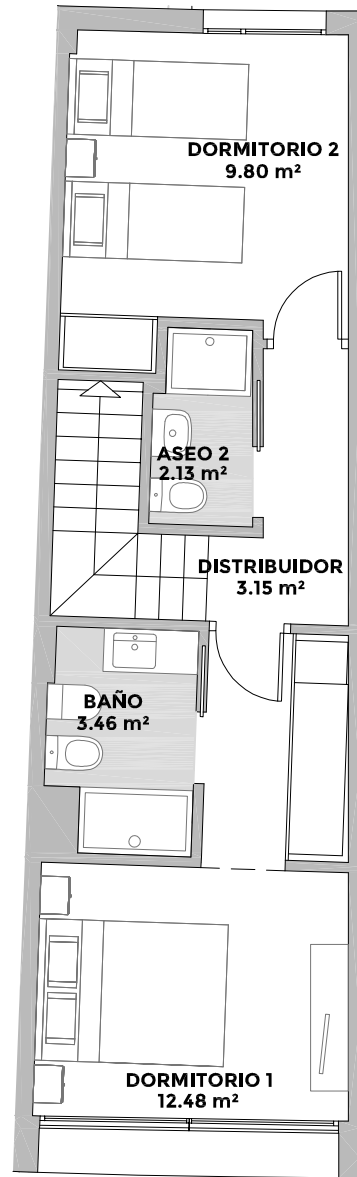 DORMITORIO 2
9.80 m²
ASEO 2
2.13 m²
DISTRIBUIDOR
3.15 m²
BAÑO
3.46 m²
DORMITORIO 1
12.48 m²